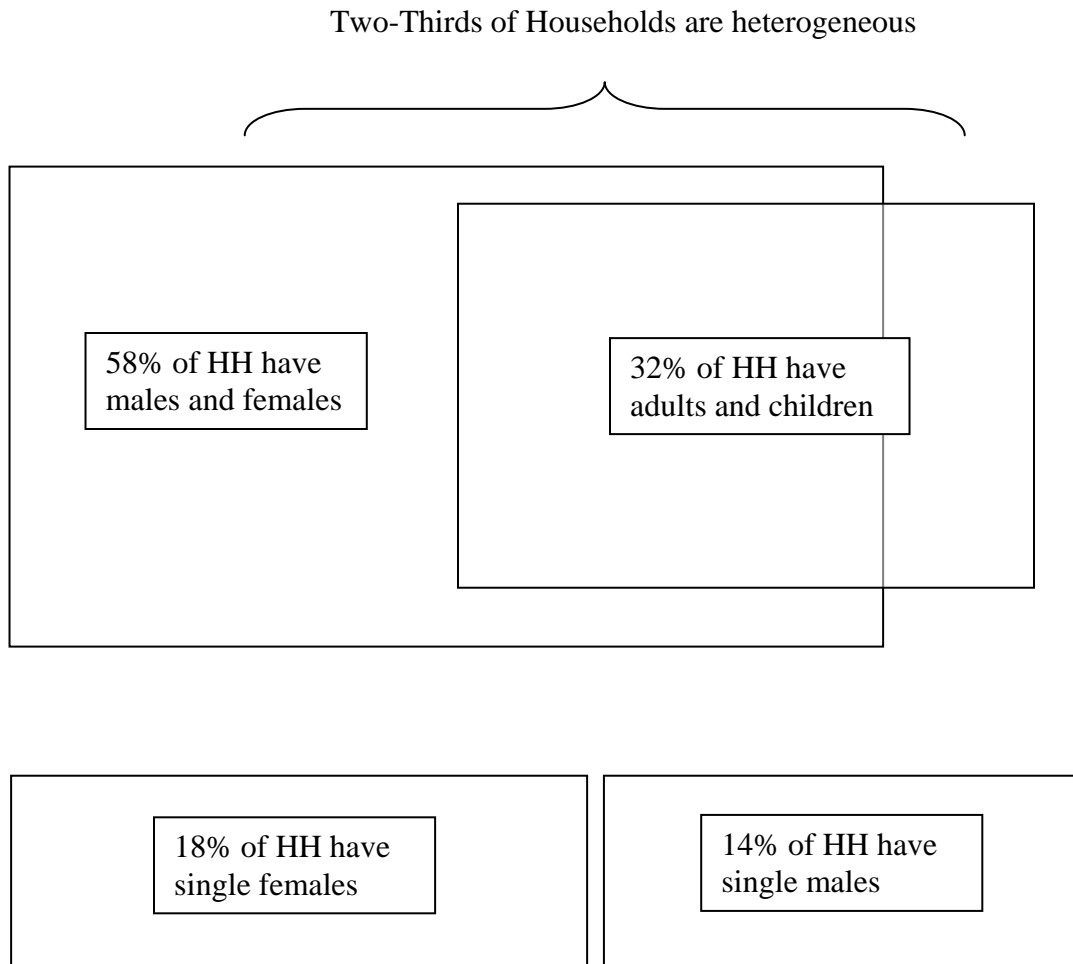 Two-Thirds of Households are heterogeneous
58% of HH have
males and females
32% of HH have
adults and children
18% of HH have
single females
14% of HH have
single males